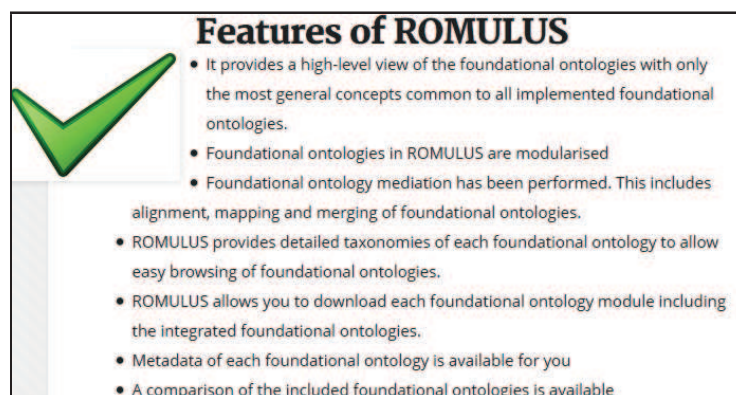 Features of ROMULUS
• It provides a high-level view of the foundational ontologies with only
the most general concepts common to all implemented foundational
ontologies.
• Foundational ontologies in ROMULUS are modularised
• Foundational ontology mediation has been performed. This includes
alignment, mapping and merging of foundational ontologies.
• ROMULUS provides detailed taxonomies of each foundational ontology to allow
easy browsing of foundational ontologies.
• ROMULUS allows you to download each foundational ontology module including
the integrated foundational ontologies.
• Metadata of each foundational ontology is available for you
• A comparison of the included foundational ontologies is available